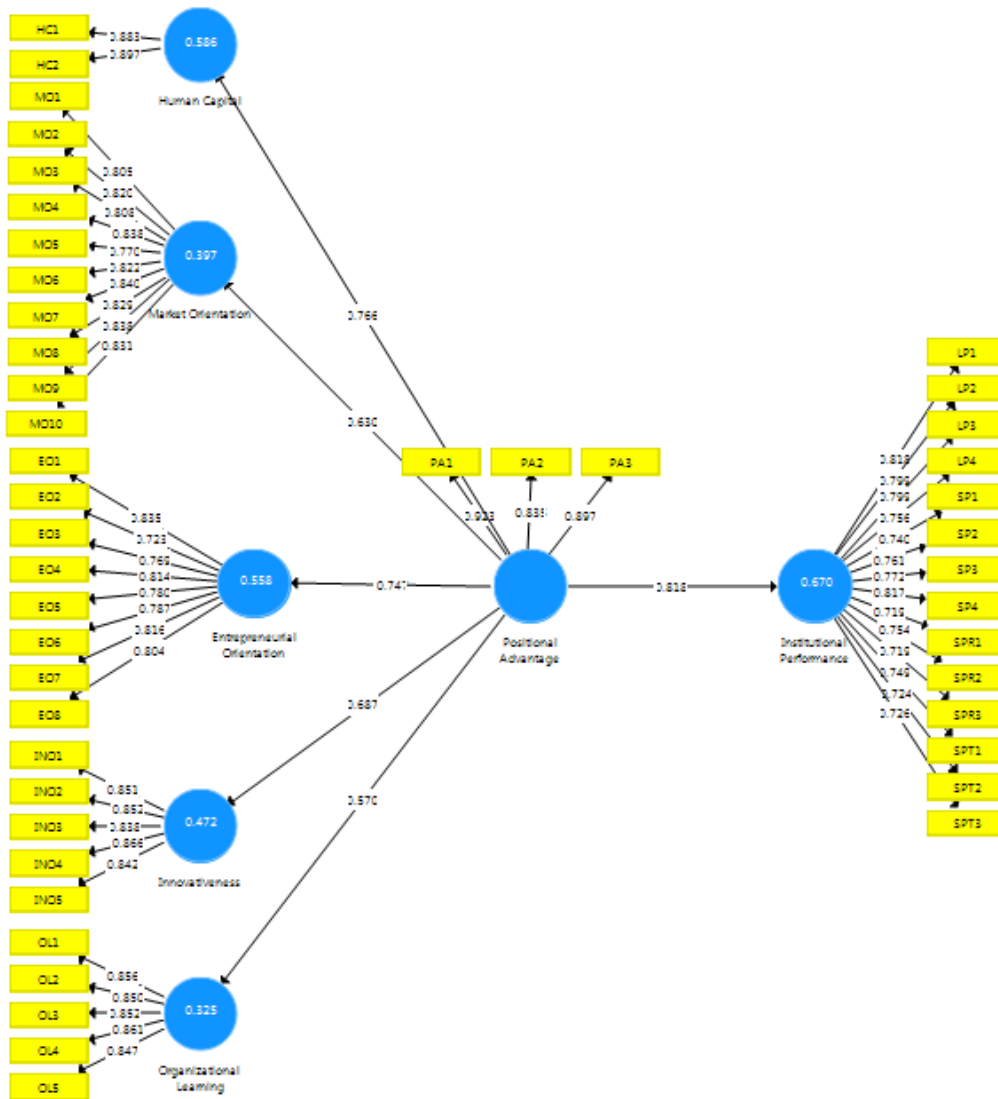 HC1
HC2
0.883
0.897
0.586
Human Capital
MO1
MO2
MO3
MO4
MO5
MO6
MO7
MO8
MO9
MO10
0.805
0.820
0.808
0.838
0.770
0.822
0.840
0.829
0.838
0.831
0.397
Market Orientation
0.766
0.630
EO1
EO2
EO3
EO4
EO5
EO6
EO7
EO8
0.835
0.723
0.769
0.814
0.780
0.787
0.816
0.804
0.558
Entrepreneurial
Orientation
0.747
PA1
PA2
PA3
0.923
0.897
Positional
Advantage
0.818
0.670
Institutional
Performance
LP1
LP2
LP3
LP4
SP1
SP2
SP3
SP4
SPR1
SPR2
SPR3
SPT1
SPT2
SPT3
0.818
0.799
0.799
0.756
0.740
0.761
0.772
0.817
0.719
0.754
0.719
0.749
0.724
0.726
0.687
0.570
INO1
INO2
INO3
INO4
INO5
0.851
0.852
0.838
0.866
0.842
0.472
Innovativeness
OL1
OL2
OL3
OL4
OL5
0.856
0.850
0.852
0.861
0.847
0.325
Organizational
Learning